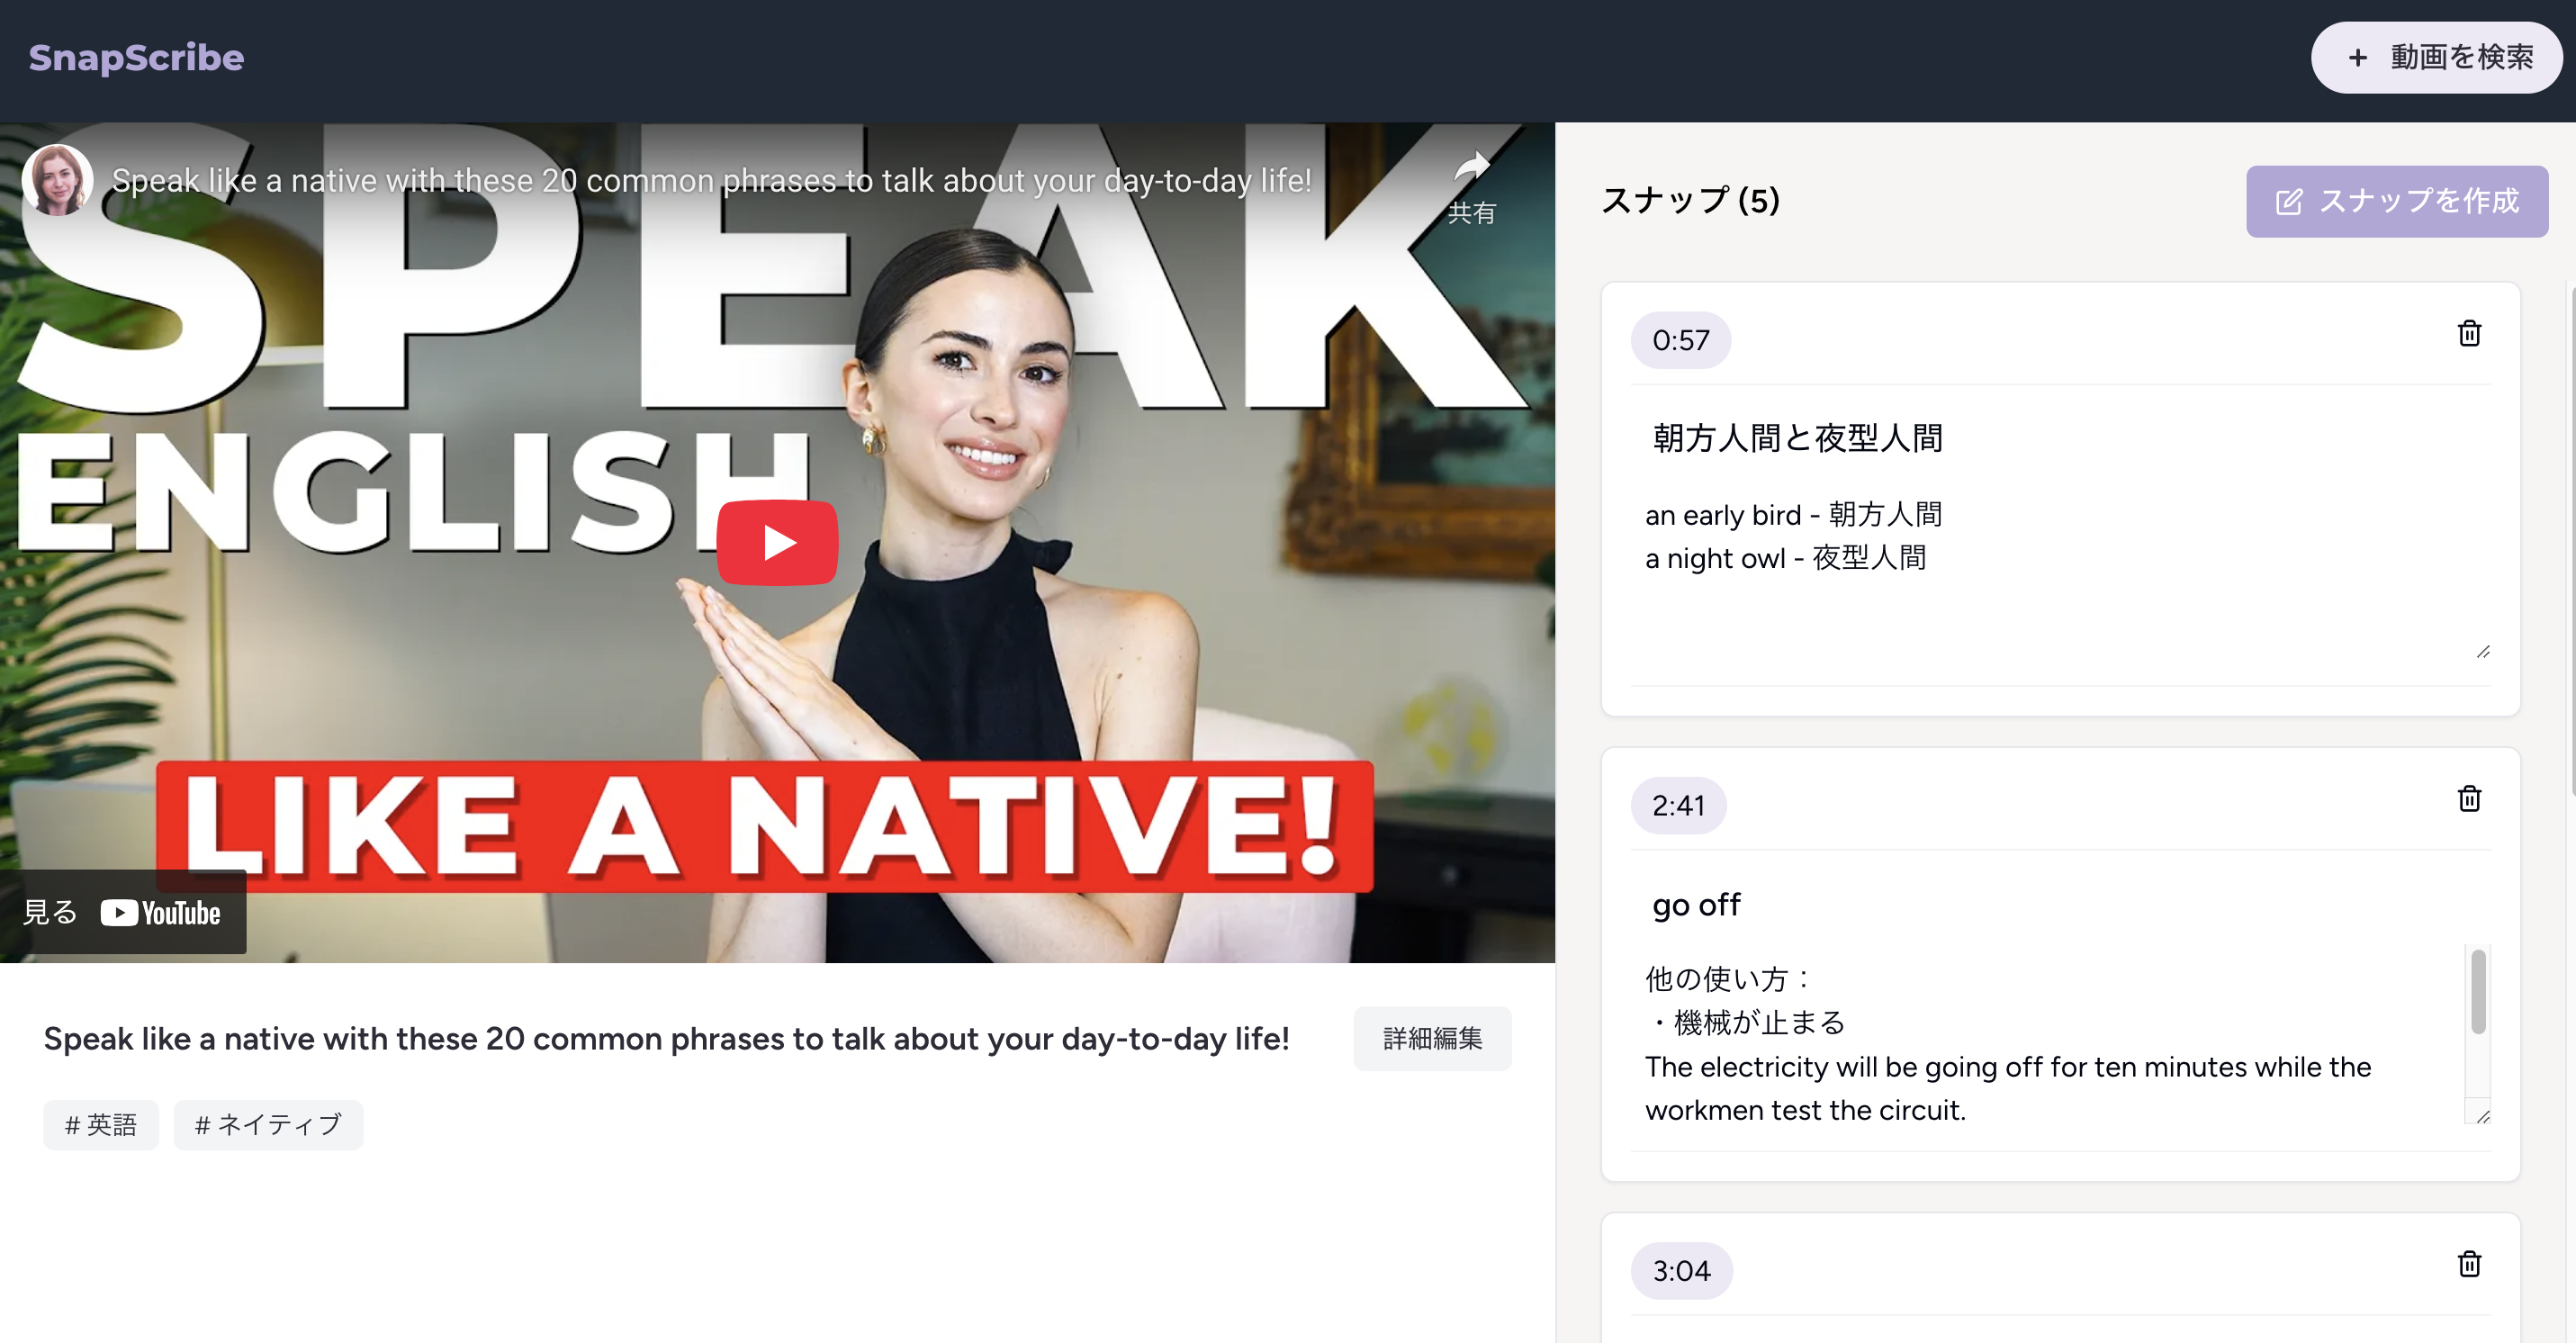 SnapScribe
+ 動画を検索
Speak like a native with these 20 common phrases to talk about your day-to-day life!
共有
SPEAK
ENGLISH
LIKE A NATIVE!
見る YouTube
Speak like a native with these 20 common phrases to talk about your day-to-day life!
詳細編集
# 英語
# ネイティブ
スナップ (5)
スナップを作成
0:57
朝方人間と夜型人間
an early bird - 朝方人間
a night owl - 夜型人間
2:41
go off
他の使い方：
・機械が止まる
The electricity will be going off for ten minutes while the
workmen test the circuit.
3:04